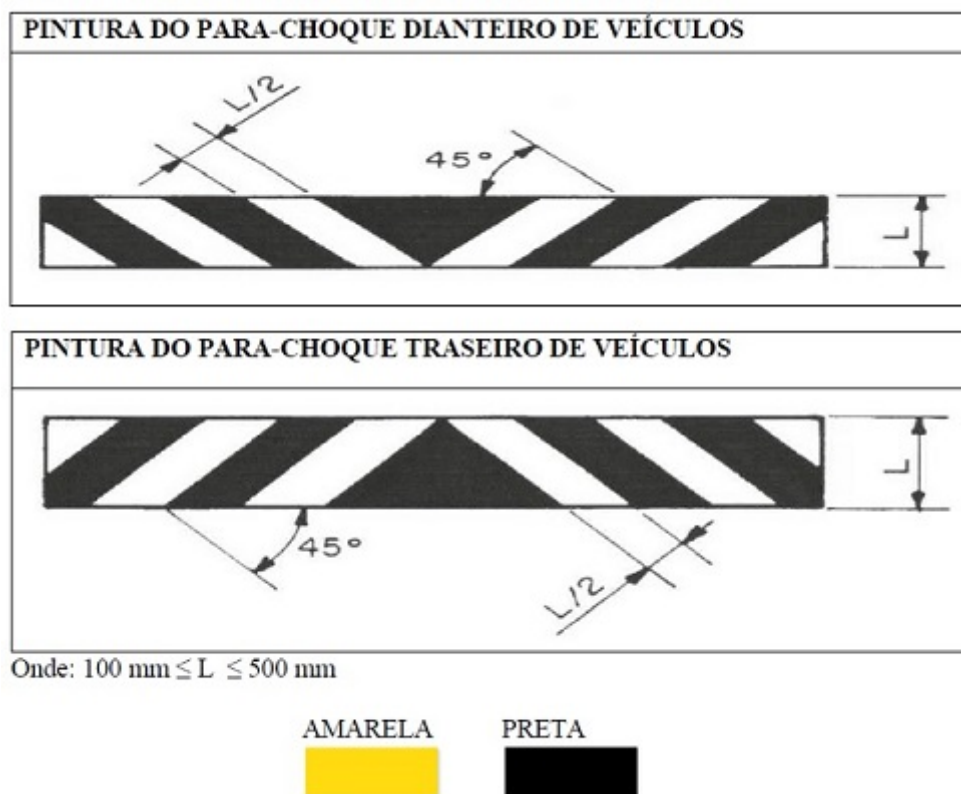 PINTURA DO PARA-CHOQUE DIANTEIRO DE VEÍCULOS
L/2
45°
L
PINTURA DO PARA-CHOQUE TRASEIRO DE VEÍCULOS
L
45°
L/2
Onde: 100 mm ≤ L ≤ 500 mm
AMARELA PRETA